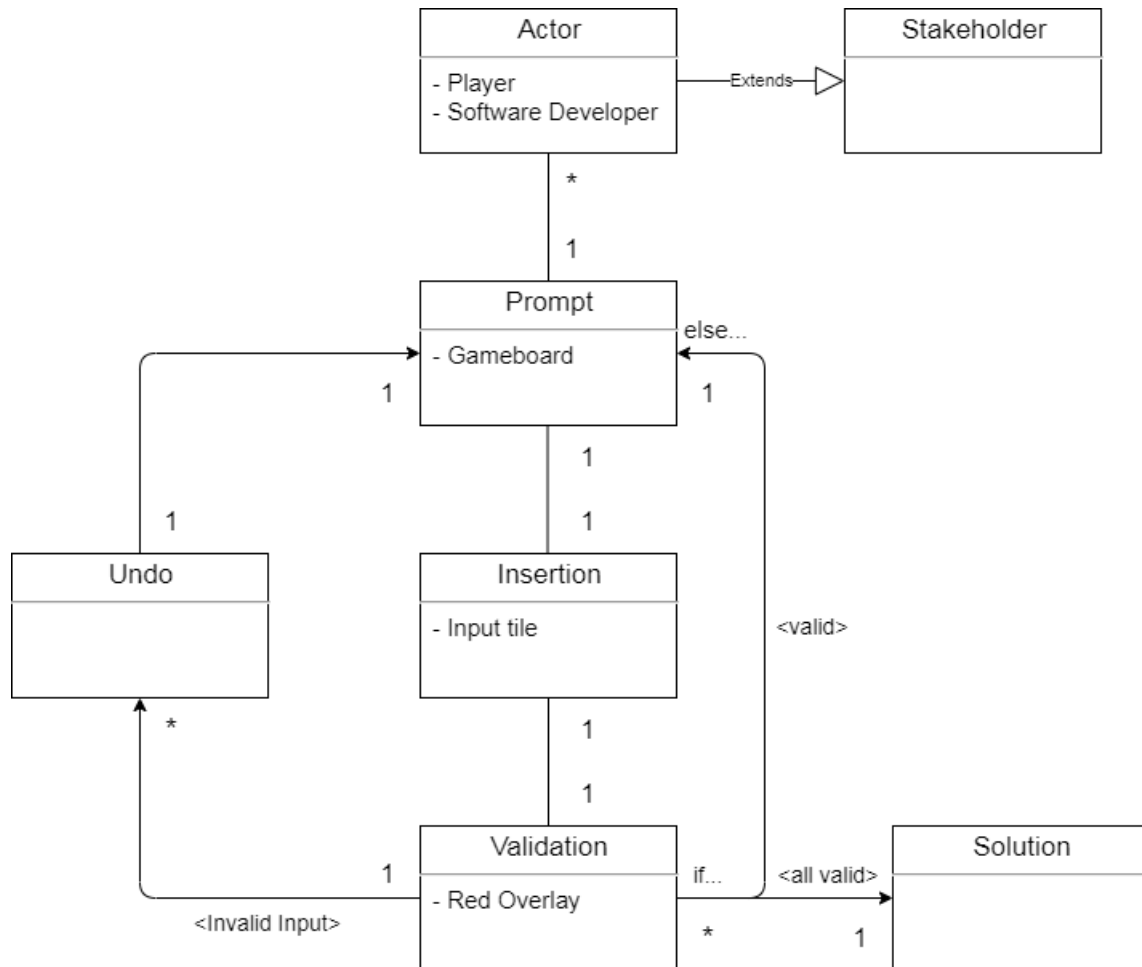 Actor
Stakeholder
- Player
- Software Developer
Extends
*
1
Prompt
- Gameboard
else...
1
1
1
1
1
Undo
Insertion
- Input tile
<valid>
*
1
1
Validation
- Red Overlay
1
<Invalid Input>
if...
<all valid>
*
1
Solution